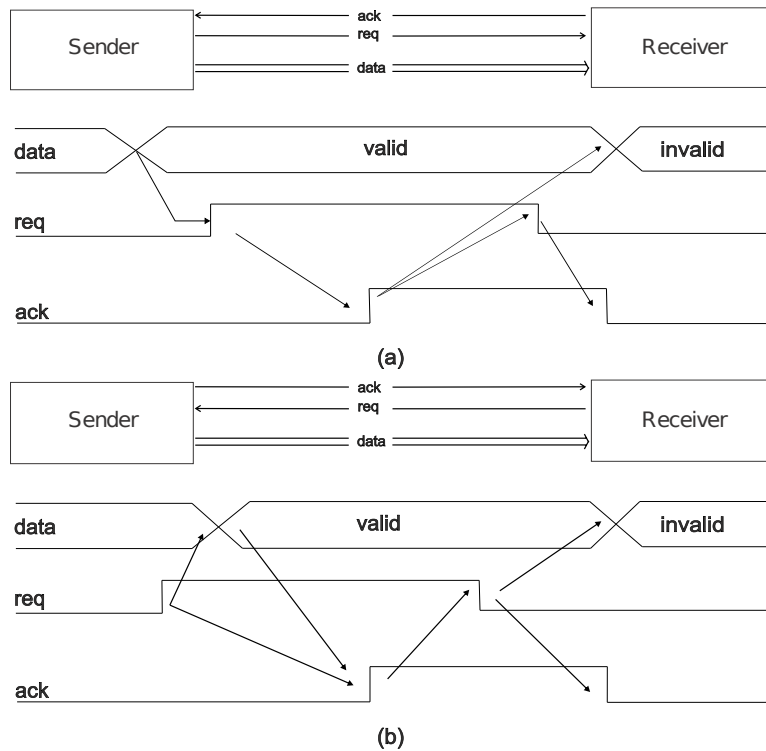 ack
Sender req Receiver
data
data valid invalid
req
ack
(a)
ack
Sender req Receiver
data
data valid invalid
req
ack
(b)